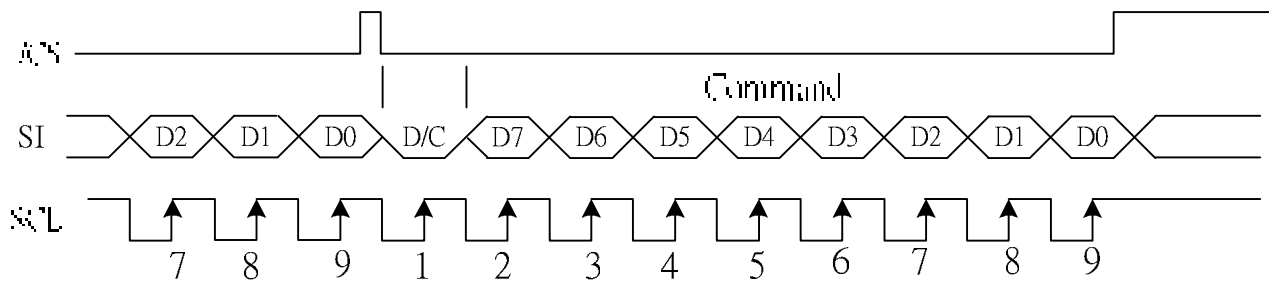 Command
SI D2 D1 D0 D/C D7 D6 D5 D4 D3 D2 D1 D0
SCL
7 8 9 1 2 3 4 5 6 7 8 9